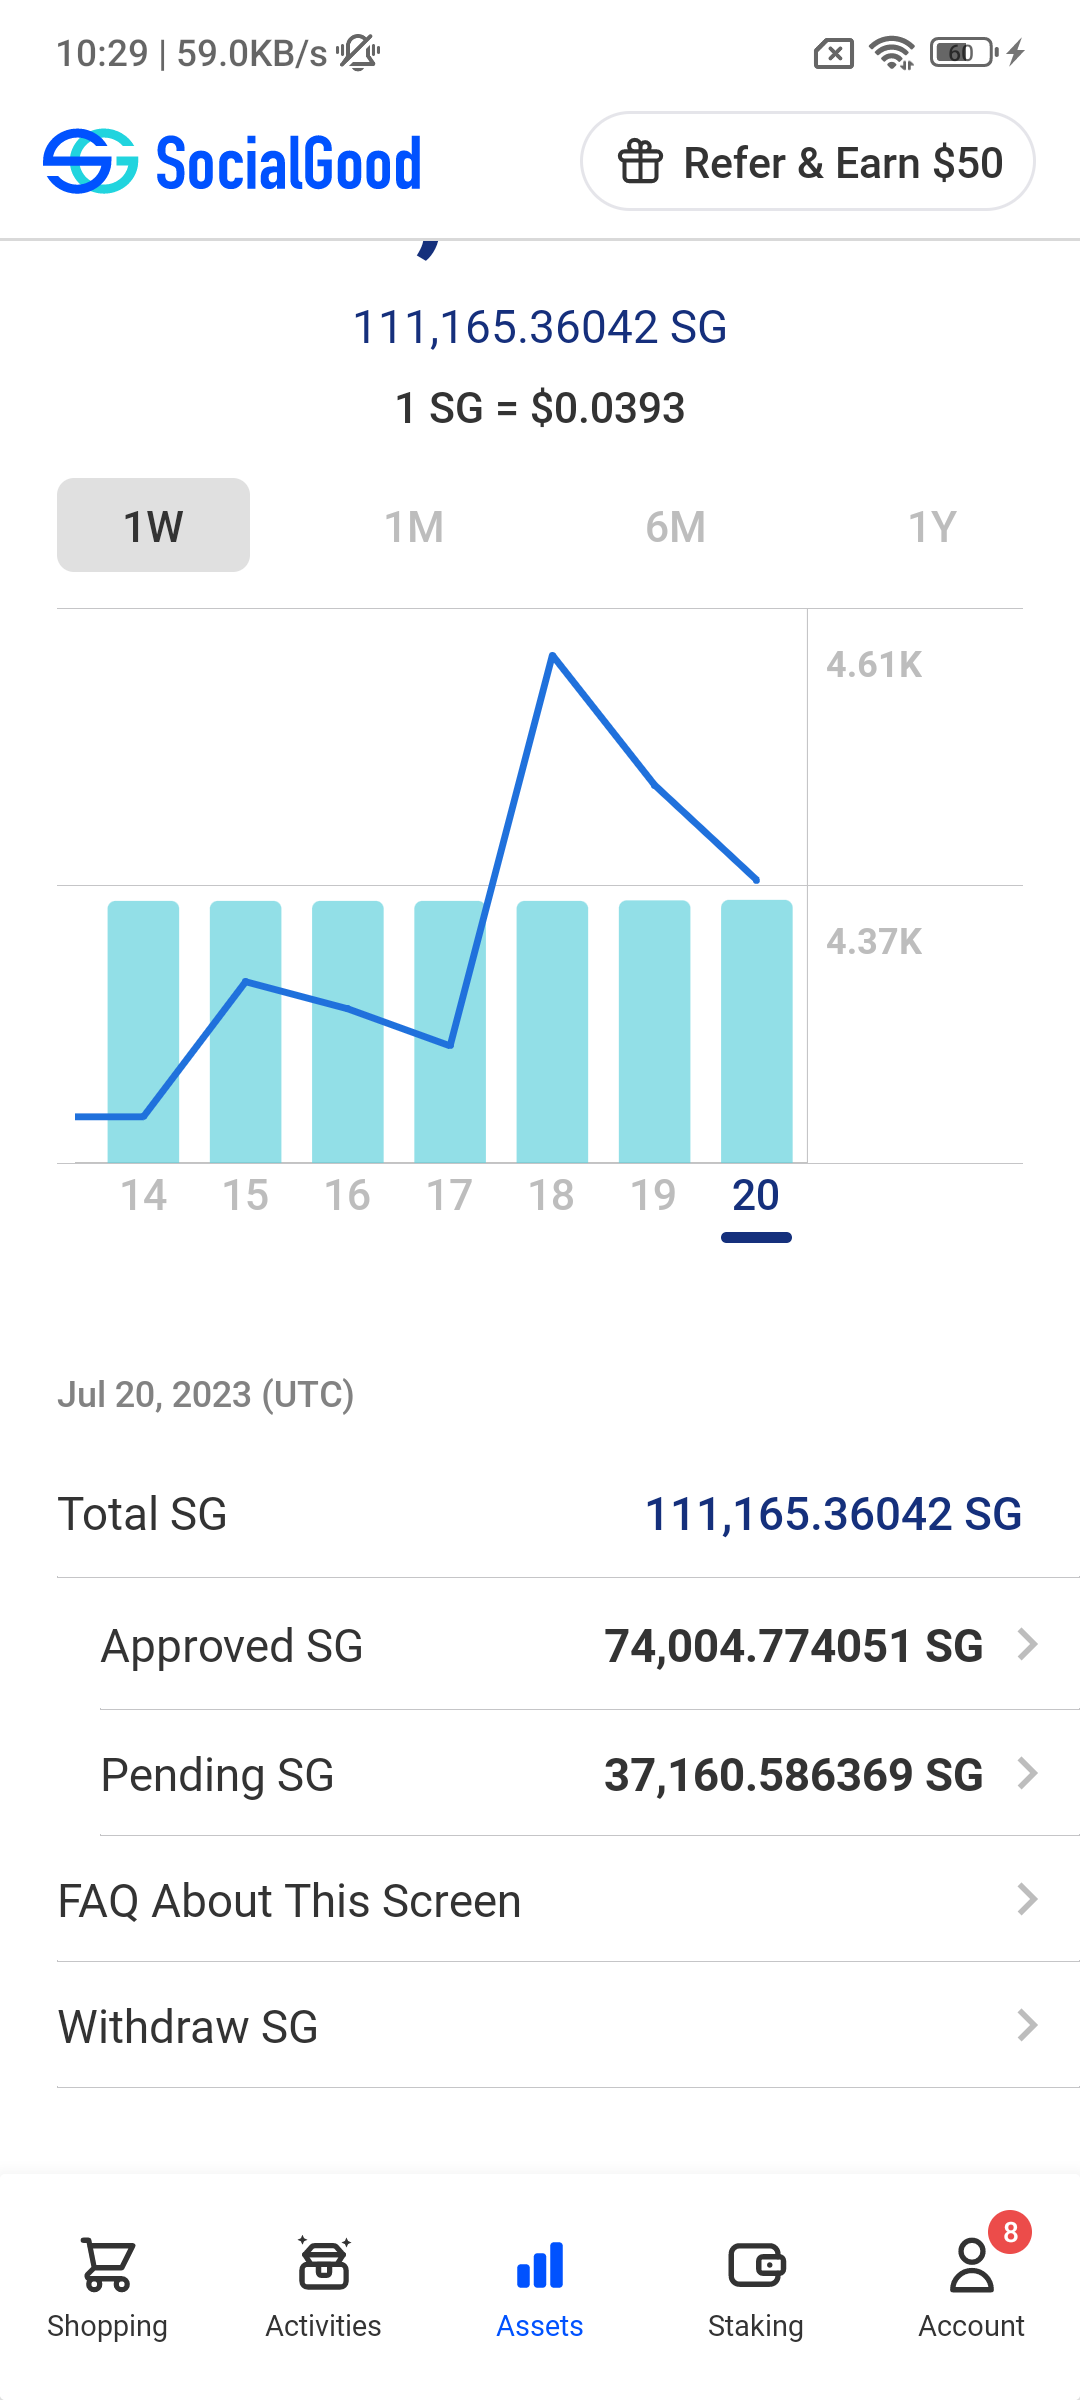 10:29 | 59.0KB/s
60
SocialGood
Refer & Earn $50
111,165.36042 SG
1 SG = $0.0393
1W 1M 6M 1Y
4.61K
4.37K
14 15 16 17 18 19 20
Jul 20, 2023 (UTC)
Total SG 111,165.36042 SG
Approved SG 74,004.774051 SG
Pending SG 37,160.586369 SG
FAQ About This Screen
Withdraw SG
8
Shopping Activities Assets Staking Account